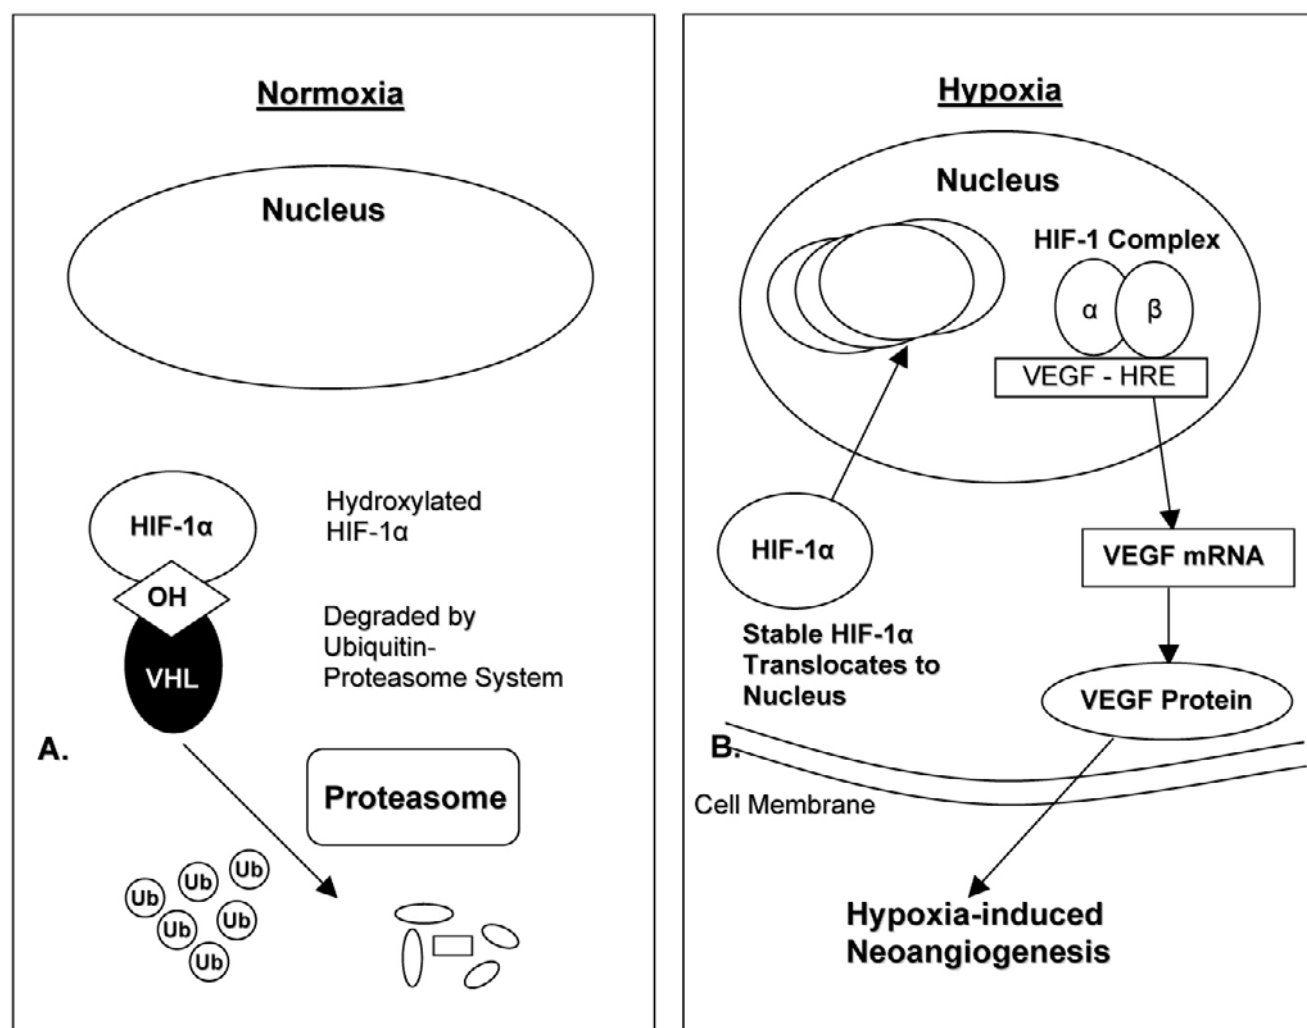 Normoxia
Nucleus
HIF-1α
OH
VHL
Hydroxylated
HIF-1α
Degraded by
Ubiquitin-
Proteasome System
A.
Proteasome
Ub
Ub
Ub
Ub
Ub
Ub
Hypoxia
Nucleus
HIF-1 Complex
α
β
VEGF - HRE
HIF-1α
Stable HIF-1α
Translocates to
Nucleus
VEGF mRNA
VEGF Protein
B.
Cell Membrane
Hypoxia-induced
Neoangiogenesis